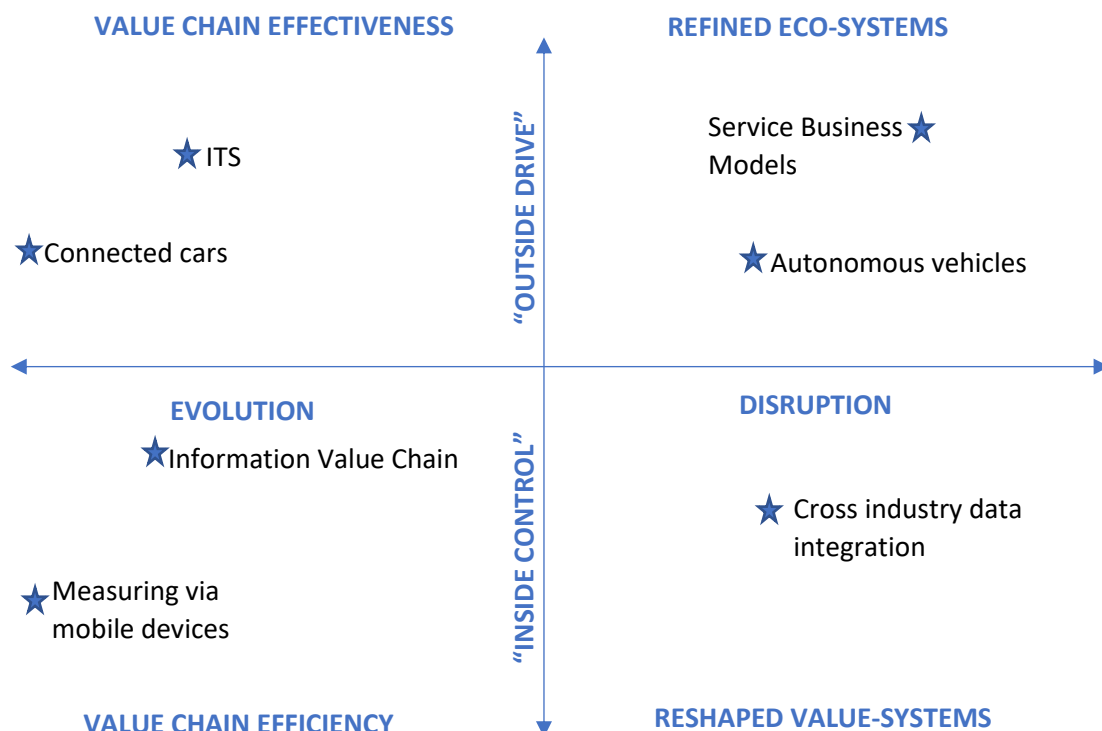 VALUE CHAIN EFFECTIVENESS
REFINED ECO-SYSTEMS
"OUTSIDE DRIVE"
Service Business
Models
ITS
Connected cars
Autonomous vehicles
EVOLUTION
DISRUPTION
"INSIDE CONTROL"
Information Value Chain
Cross industry data
integration
Measuring via
mobile devices
VALUE CHAIN EFFICIENCY
RESHAPED VALUE-SYSTEMS